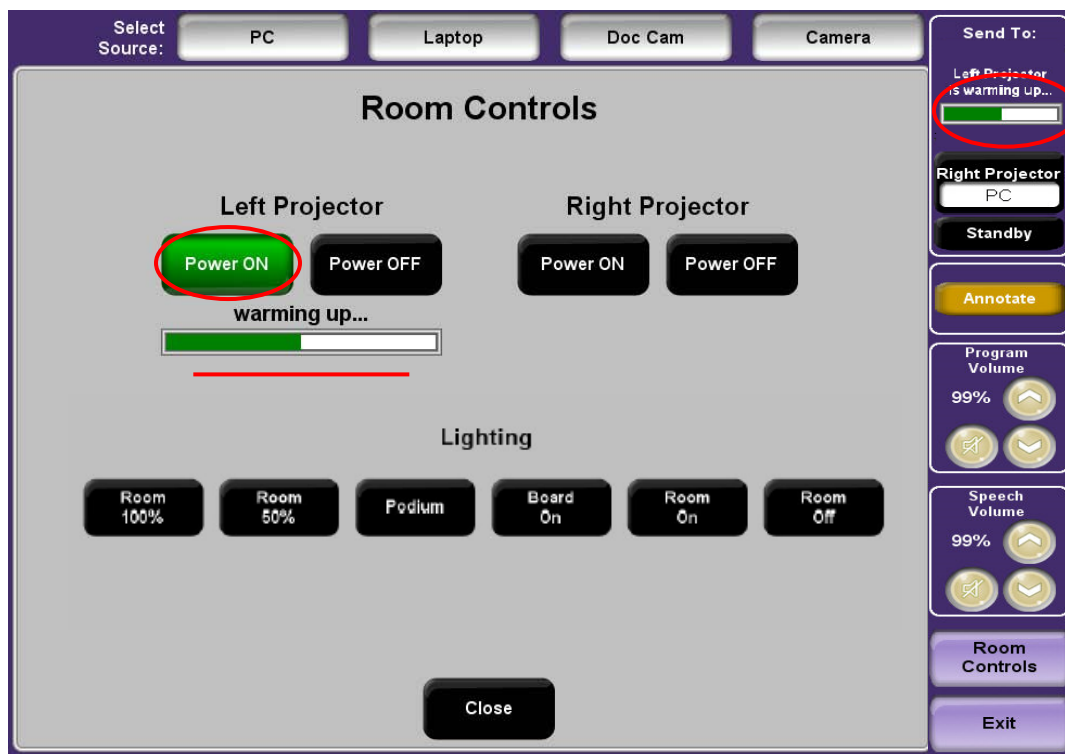 Select
Source:
PC
Laptop
Doc Cam
Camera
Room Controls
Left Projector
Right Projector
Power ON
Power OFF
Power ON
Power OFF
warming up...
Lighting
Room
100%
Room
50%
Podium
Board
On
Room
On
Room
Off
Close
Send To:
Left Projector
is warming up...
Right Projector
PC
Standby
Annotate
Program
Volume
99%
Speech
Volume
99%
Room
Controls
Exit